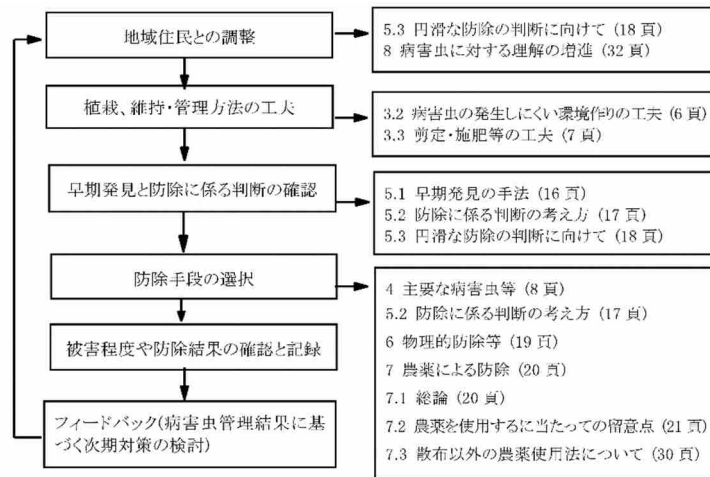 地域住民との調整
5.3 円滑な防除の判断に向けて (18 頁)
8 病害虫に対する理解の増進 (32 頁)
植栽、維持・管理方法の工夫
3.2 病害虫の発生しにくい環境作りの工夫 (6 頁)
3.3 剪定・施肥等の工夫 (7 頁)
早期発見と防除に係る判断の確認
5.1 早期発見の手法 (16 頁)
5.2 防除に係る判断の考え方 (17 頁)
5.3 円滑な防除の判断に向けて (18 頁)
防除手段の選択
4 主要な病害虫等 (8 頁)
5.2 防除に係る判断の考え方 (17 頁)
6 物理的防除等 (19 頁)
7 農薬による防除 (20 頁)
7.1 総論 (20 頁)
7.2 農薬を使用するに当たっての留意点 (21 頁)
7.3 散布以外の農薬使用法について (30 頁)
被害程度や防除結果の確認と記録
フィードバック(病害虫管理結果に基
づく次期対策の検討)